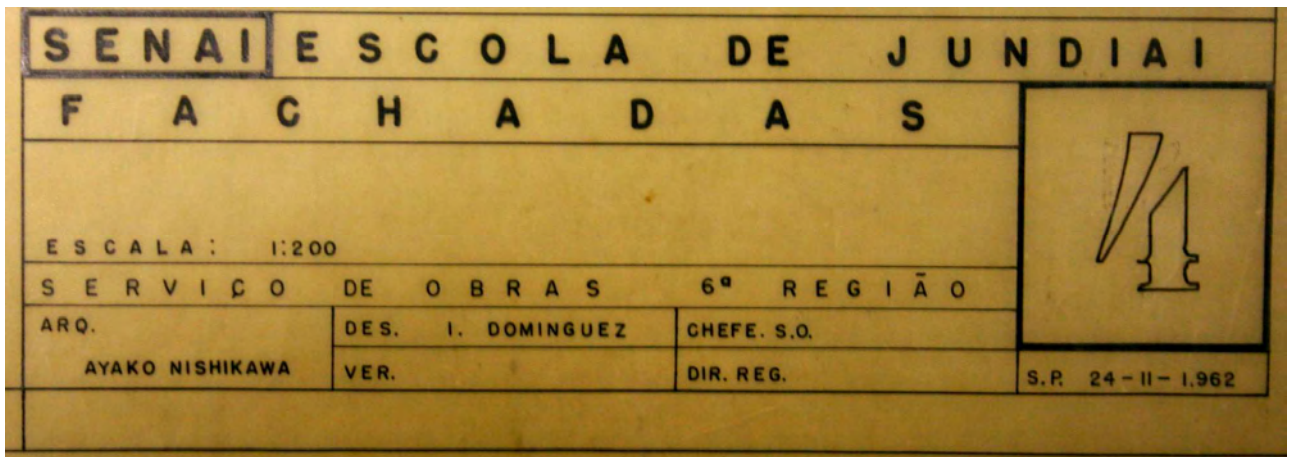 SENAI ESCOLA DE JUNDIAI
FACHADAS
ESCALA: 1:200
SERVIÇO DE OBRAS 6ª REGIÃO
ARQ.
AYAKO NISHIKAWA
DES. I. DOMINGUEZ
VER.
CHEFE. S.O.
DIR. REG.
S.P. 24-11-1.962